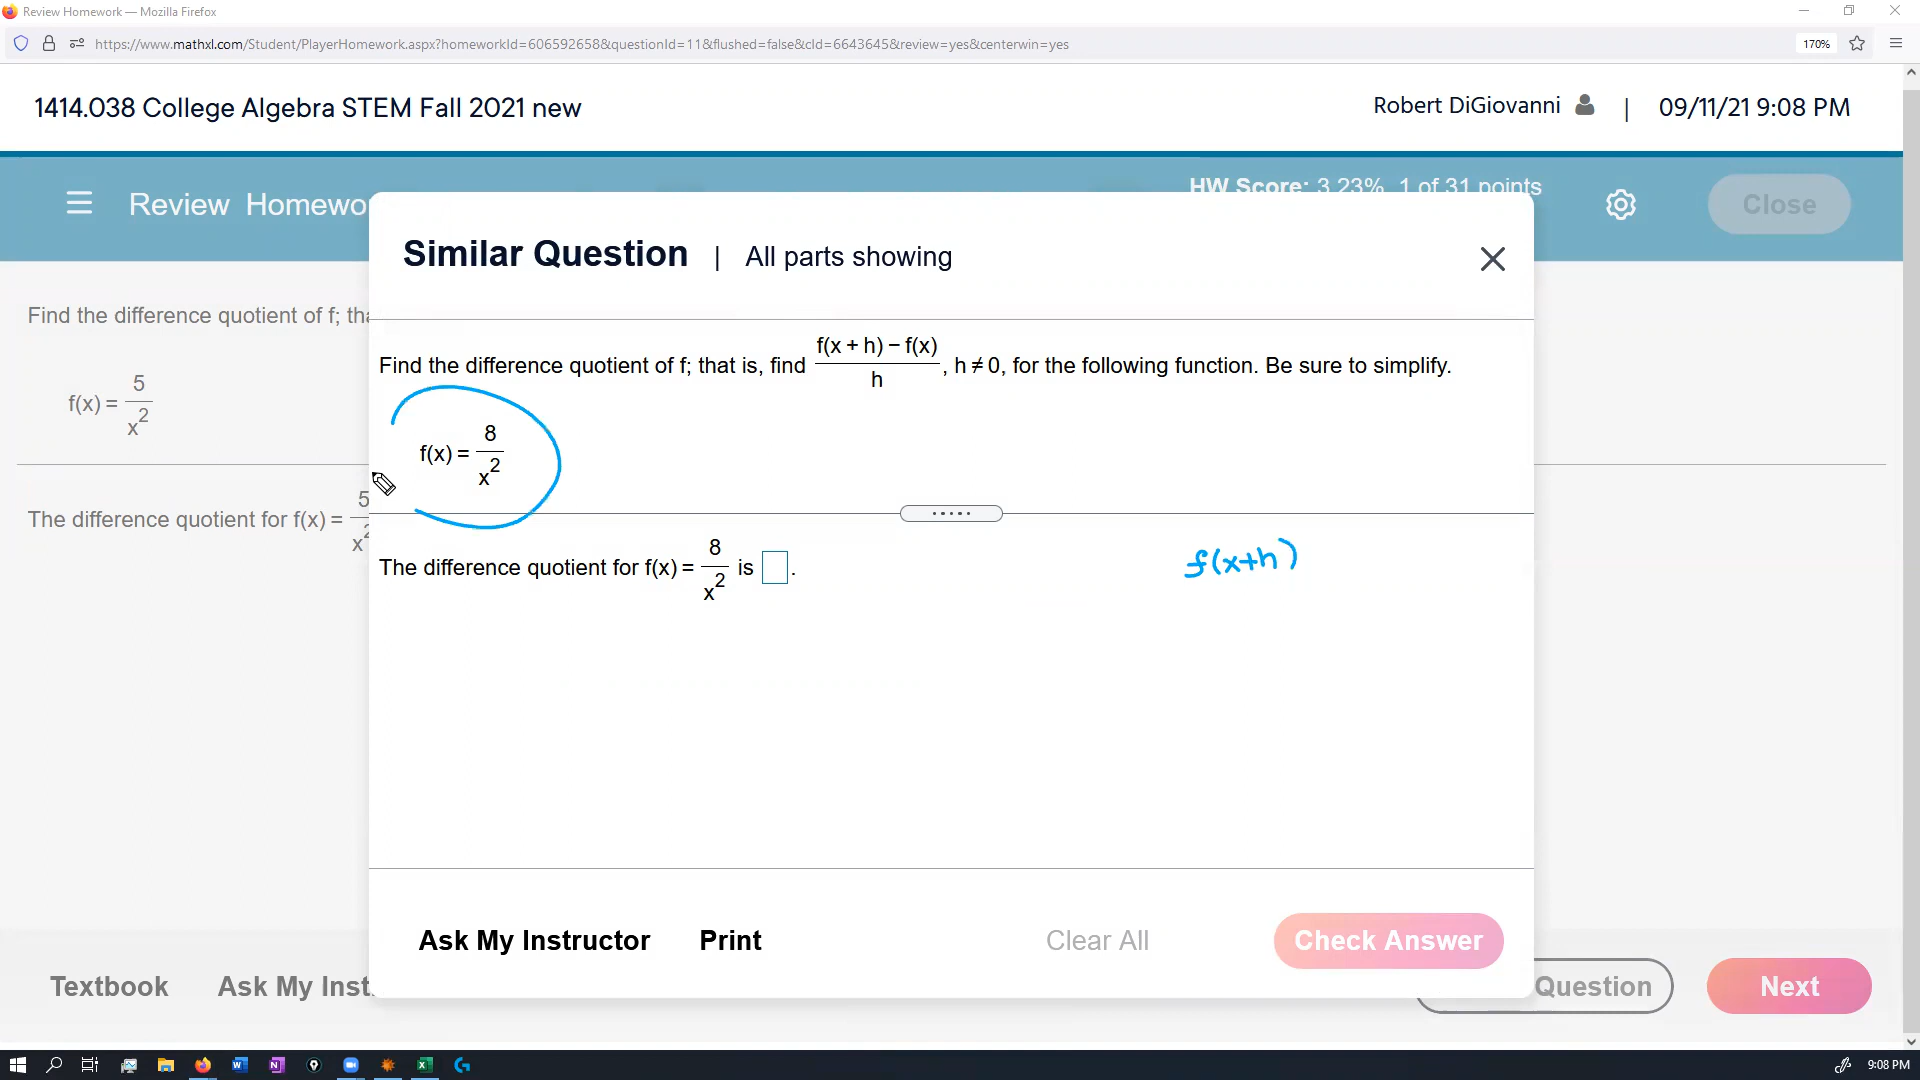 Review Homework — Mozilla Firefox
https://www.mathxl.com/Student/PlayerHomework.aspx?homeworkId=606592658&questionId=11&flushed=false&cId=6643645&review=yes&centerwin=yes
170%
1414.038 College Algebra STEM Fall 2021 new
Robert DiGiovanni | 09/11/21 9:08 PM
Review Homewo
HW Score: 3.23%, 1 of 31 points
Close
Similar Question | All parts showing
Find the difference quotient of f; tha
f(x) = 5/x^2
The difference quotient for f(x) = 5/x^2
Find the difference quotient of f; that is, find (f(x + h) − f(x))/h, h ≠ 0, for the following function. Be sure to simplify.
f(x) = 8/x^2
The difference quotient for f(x) = 8/x^2 is .
f(x+h)
Ask My Instructor Print Clear All Check Answer
Textbook Ask My Inst
Question Next
9:08 PM